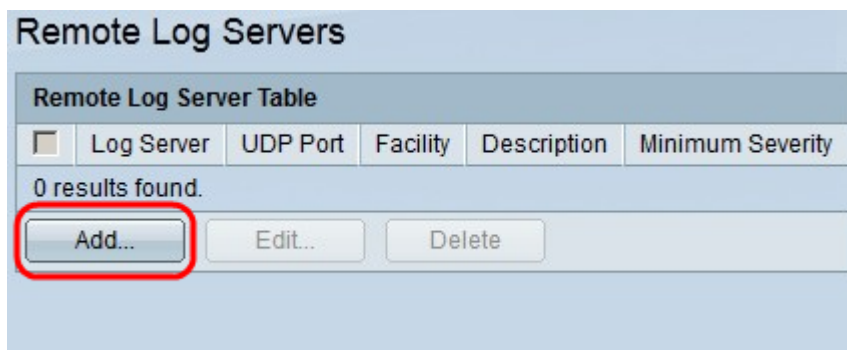 Remote Log Servers
Remote Log Server Table
Log Server UDP Port Facility Description Minimum Severity
0 results found.
Add... Edit... Delete